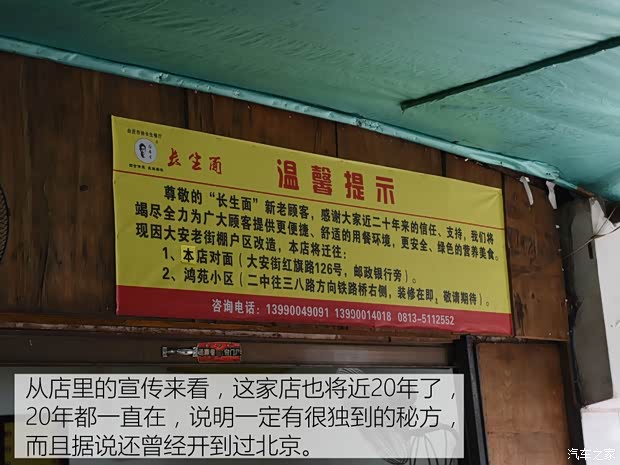 自贡市徐长生餐厅
长生面
温馨提示
尊敬的“长生面”新老顾客，感谢大家近二十年来的信任、支持，我们将
竭尽全力为广大顾客提供更便捷、舒适的用餐环境，更安全、绿色的营养美食。
现因大安老街棚户区改造，本店将迁往：
1、本店对面（大安街红旗路126号，邮政银行旁）。
2、鸿苑小区（二中往三八路方向铁路桥右侧，装修在即，敬请期待）。
咨询电话：13990049091 13990014018 0813-5112552
从店里的宣传来看，这家店也将近20年了，
20年都一直在，说明一定有很独到的秘方，
而且据说还曾经开到过北京。
汽车之家